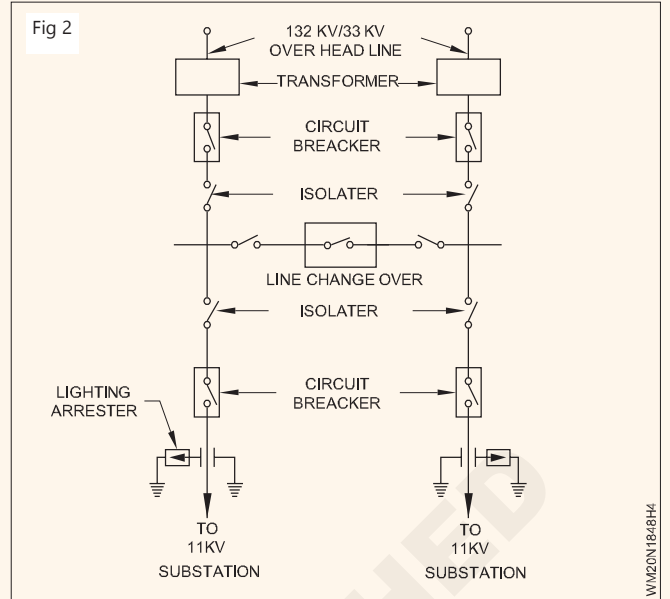 Fig 2
132 KV/33 KV
OVER HEAD LINE
TRANSFORMER
CIRCUIT
BREACKER
ISOLATER
LINE CHANGE OVER
ISOLATER
CIRCUIT
BREACKER
LIGHTING
ARRESTER
TO
11KV
SUBSTATION
TO
11KV
SUBSTATION
WM20N1848H4